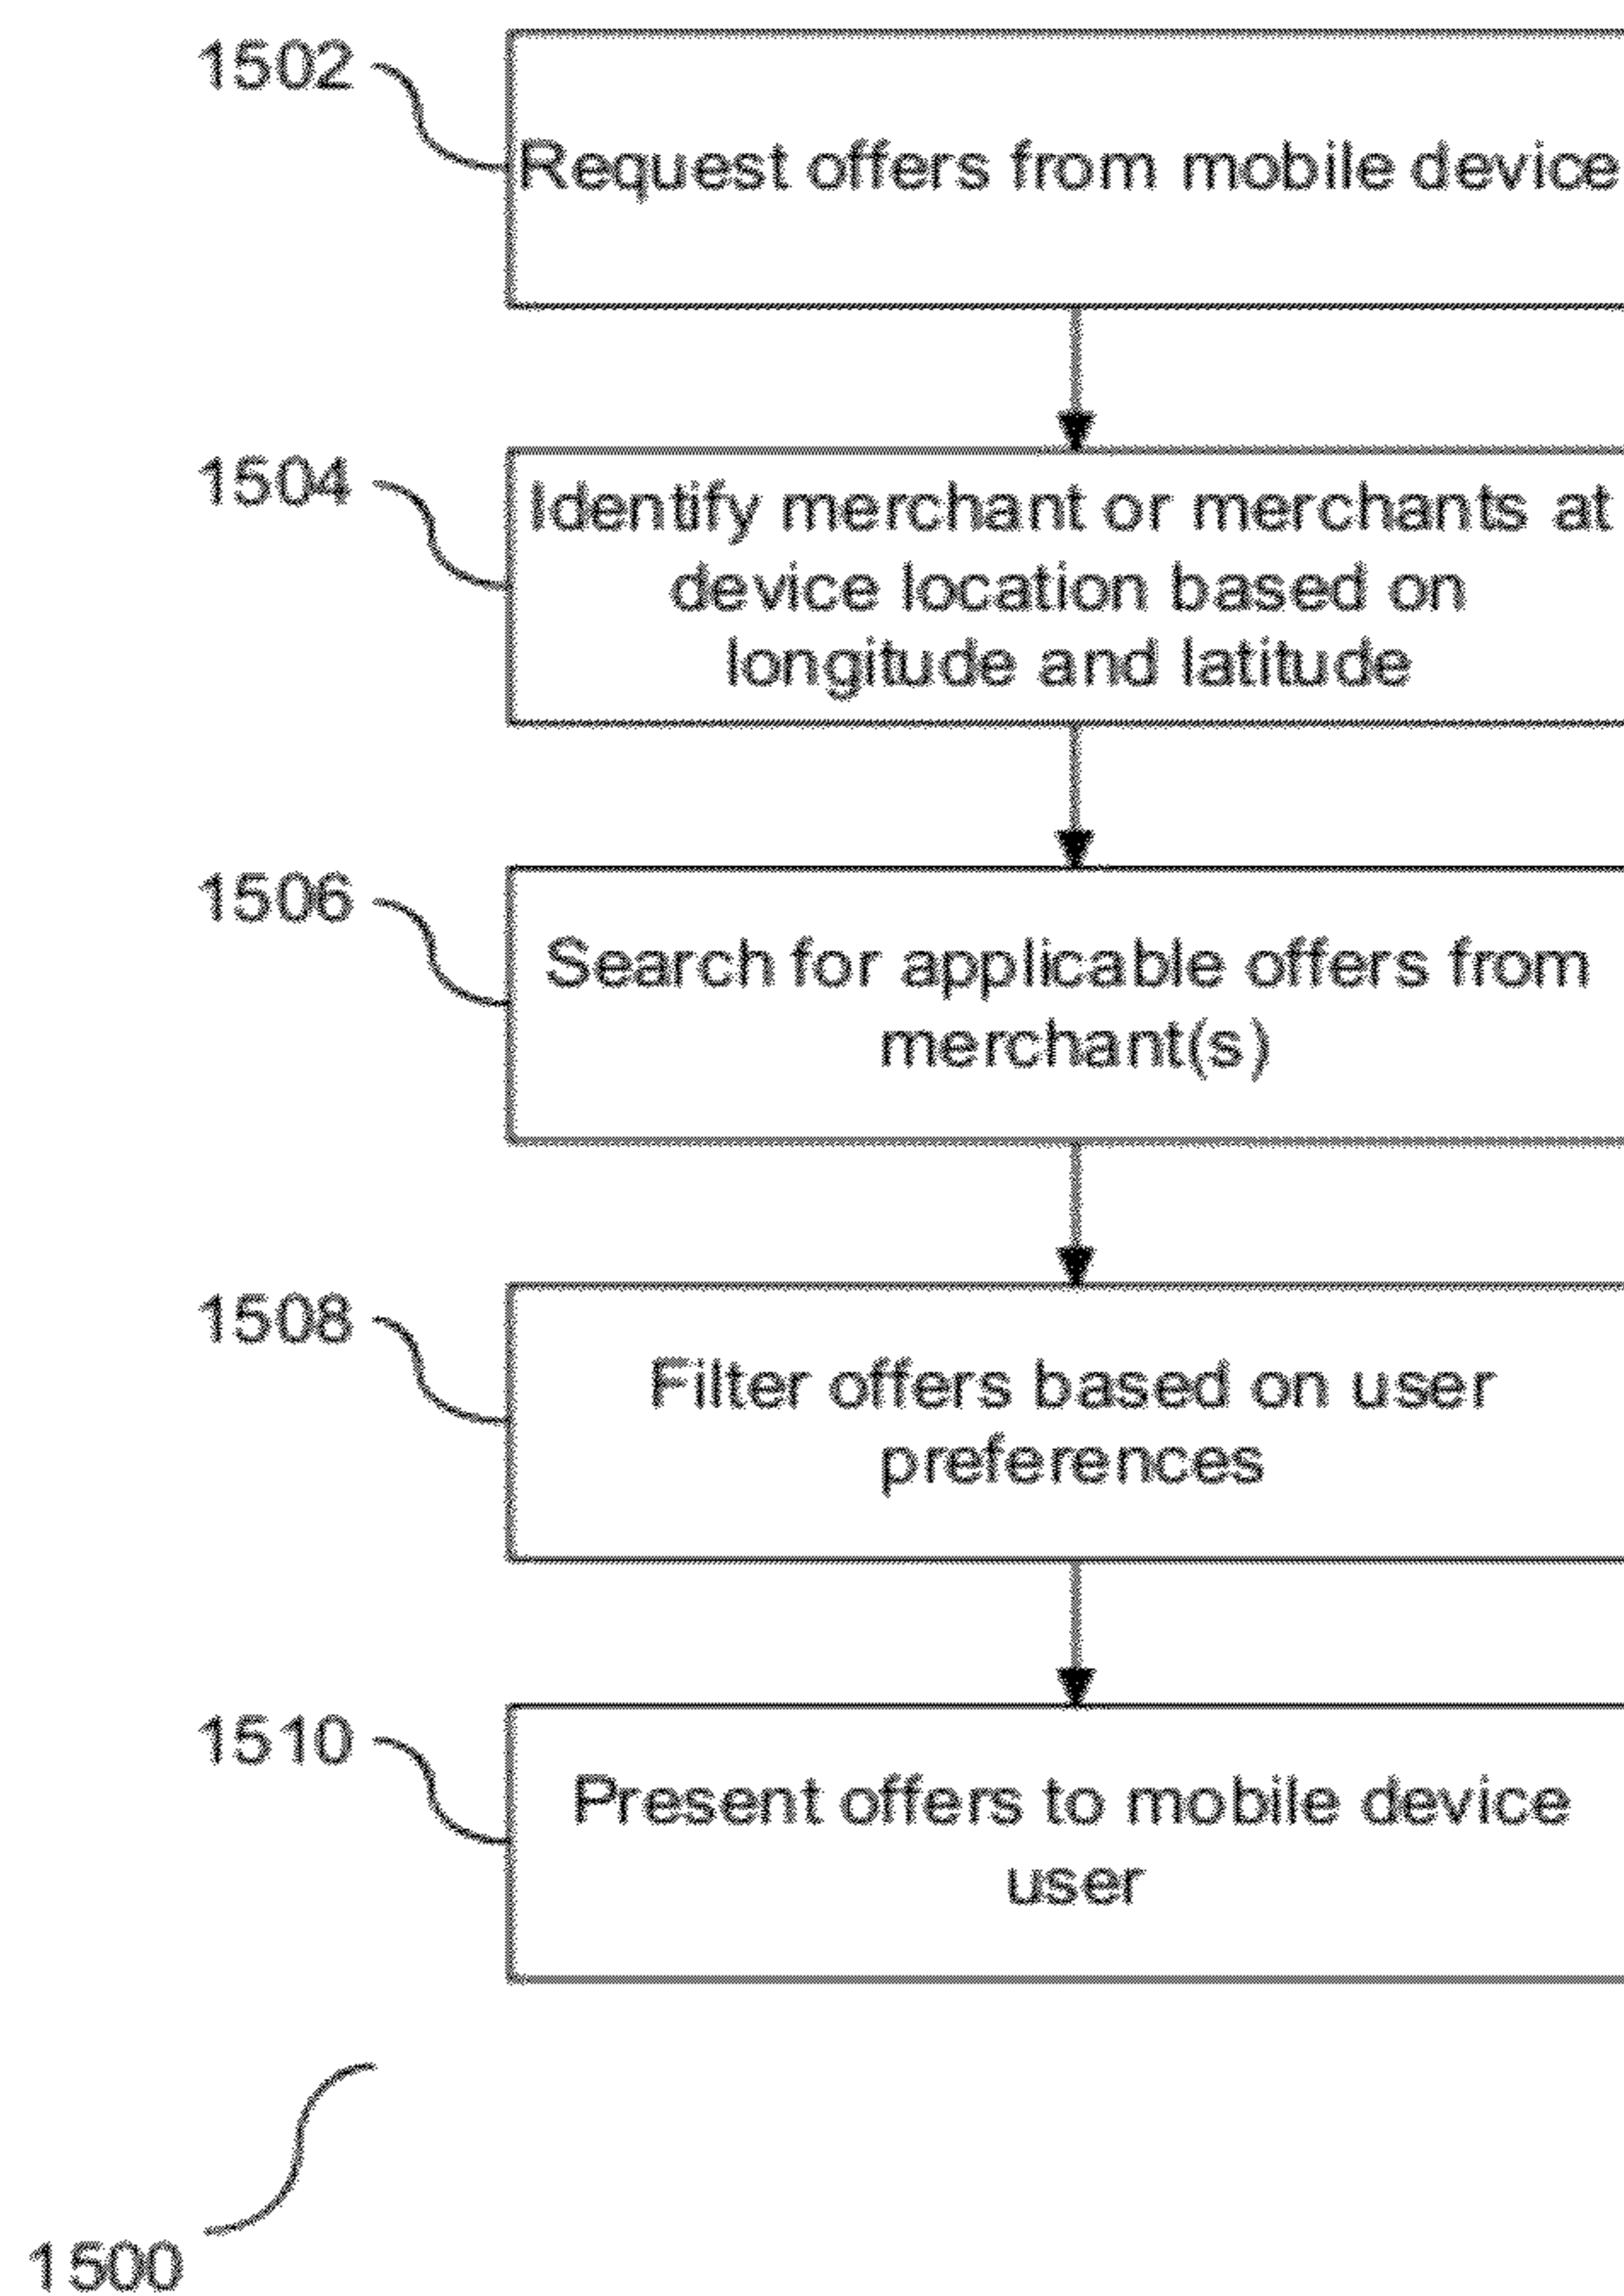 1502
Request offers from mobile device
1504
Identify merchant or merchants at
device location based on
longitude and latitude
1506
Search for applicable offers from
merchant(s)
1508
Filter offers based on user
preferences
1510
Present offers to mobile device
user
1500